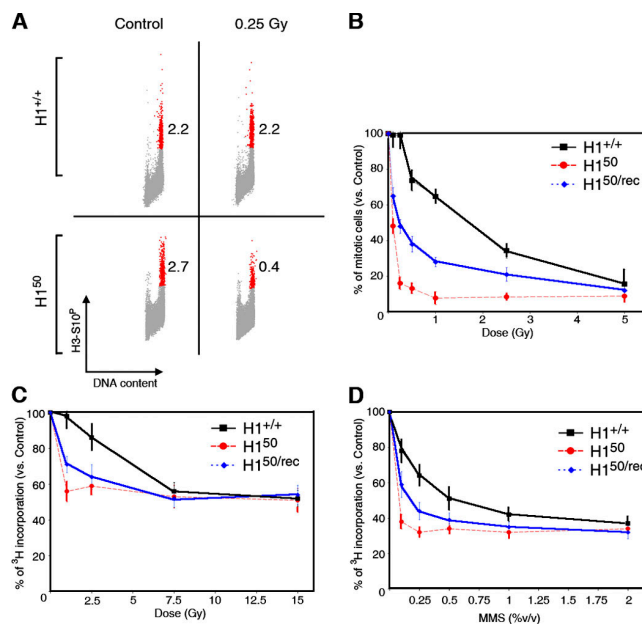 A
Control
0.25 Gy
H1+/+
2.2
2.2
H1⁵⁰
2.7
0.4
H3-S10ᴾ
DNA content
B
% of mitotic cells (vs. Control)
100
80
60
40
20
0
1
2
3
4
5
Dose (Gy)
H1+/+
H1⁵⁰
H1⁵⁰/rec
C
% of ³H incorporation (vs. Control)
100
80
60
40
20
0
2.5
5
7.5
10
12.5
15
Dose (Gy)
H1+/+
H1⁵⁰
H1⁵⁰/rec
D
% of ³H incorporation (vs. Control)
100
80
60
40
20
0
0.25
0.5
0.75
1
1.25
1.5
1.75
2
MMS (%v/v)
H1+/+
H1⁵⁰
H1⁵⁰/rec